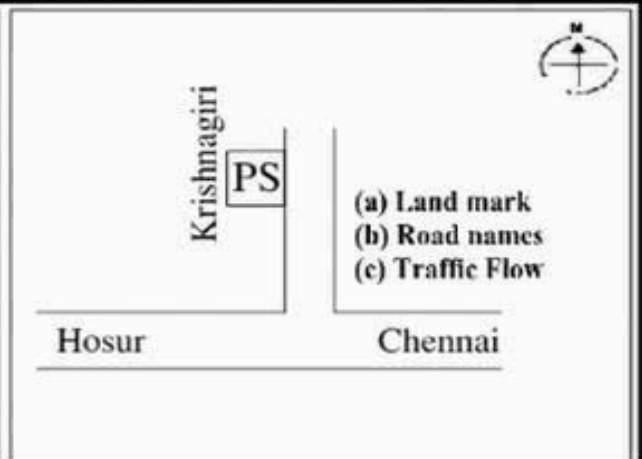 N
Krishnagiri
PS
(a) Land mark
(b) Road names
(c) Traffic Flow
Hosur
Chennai